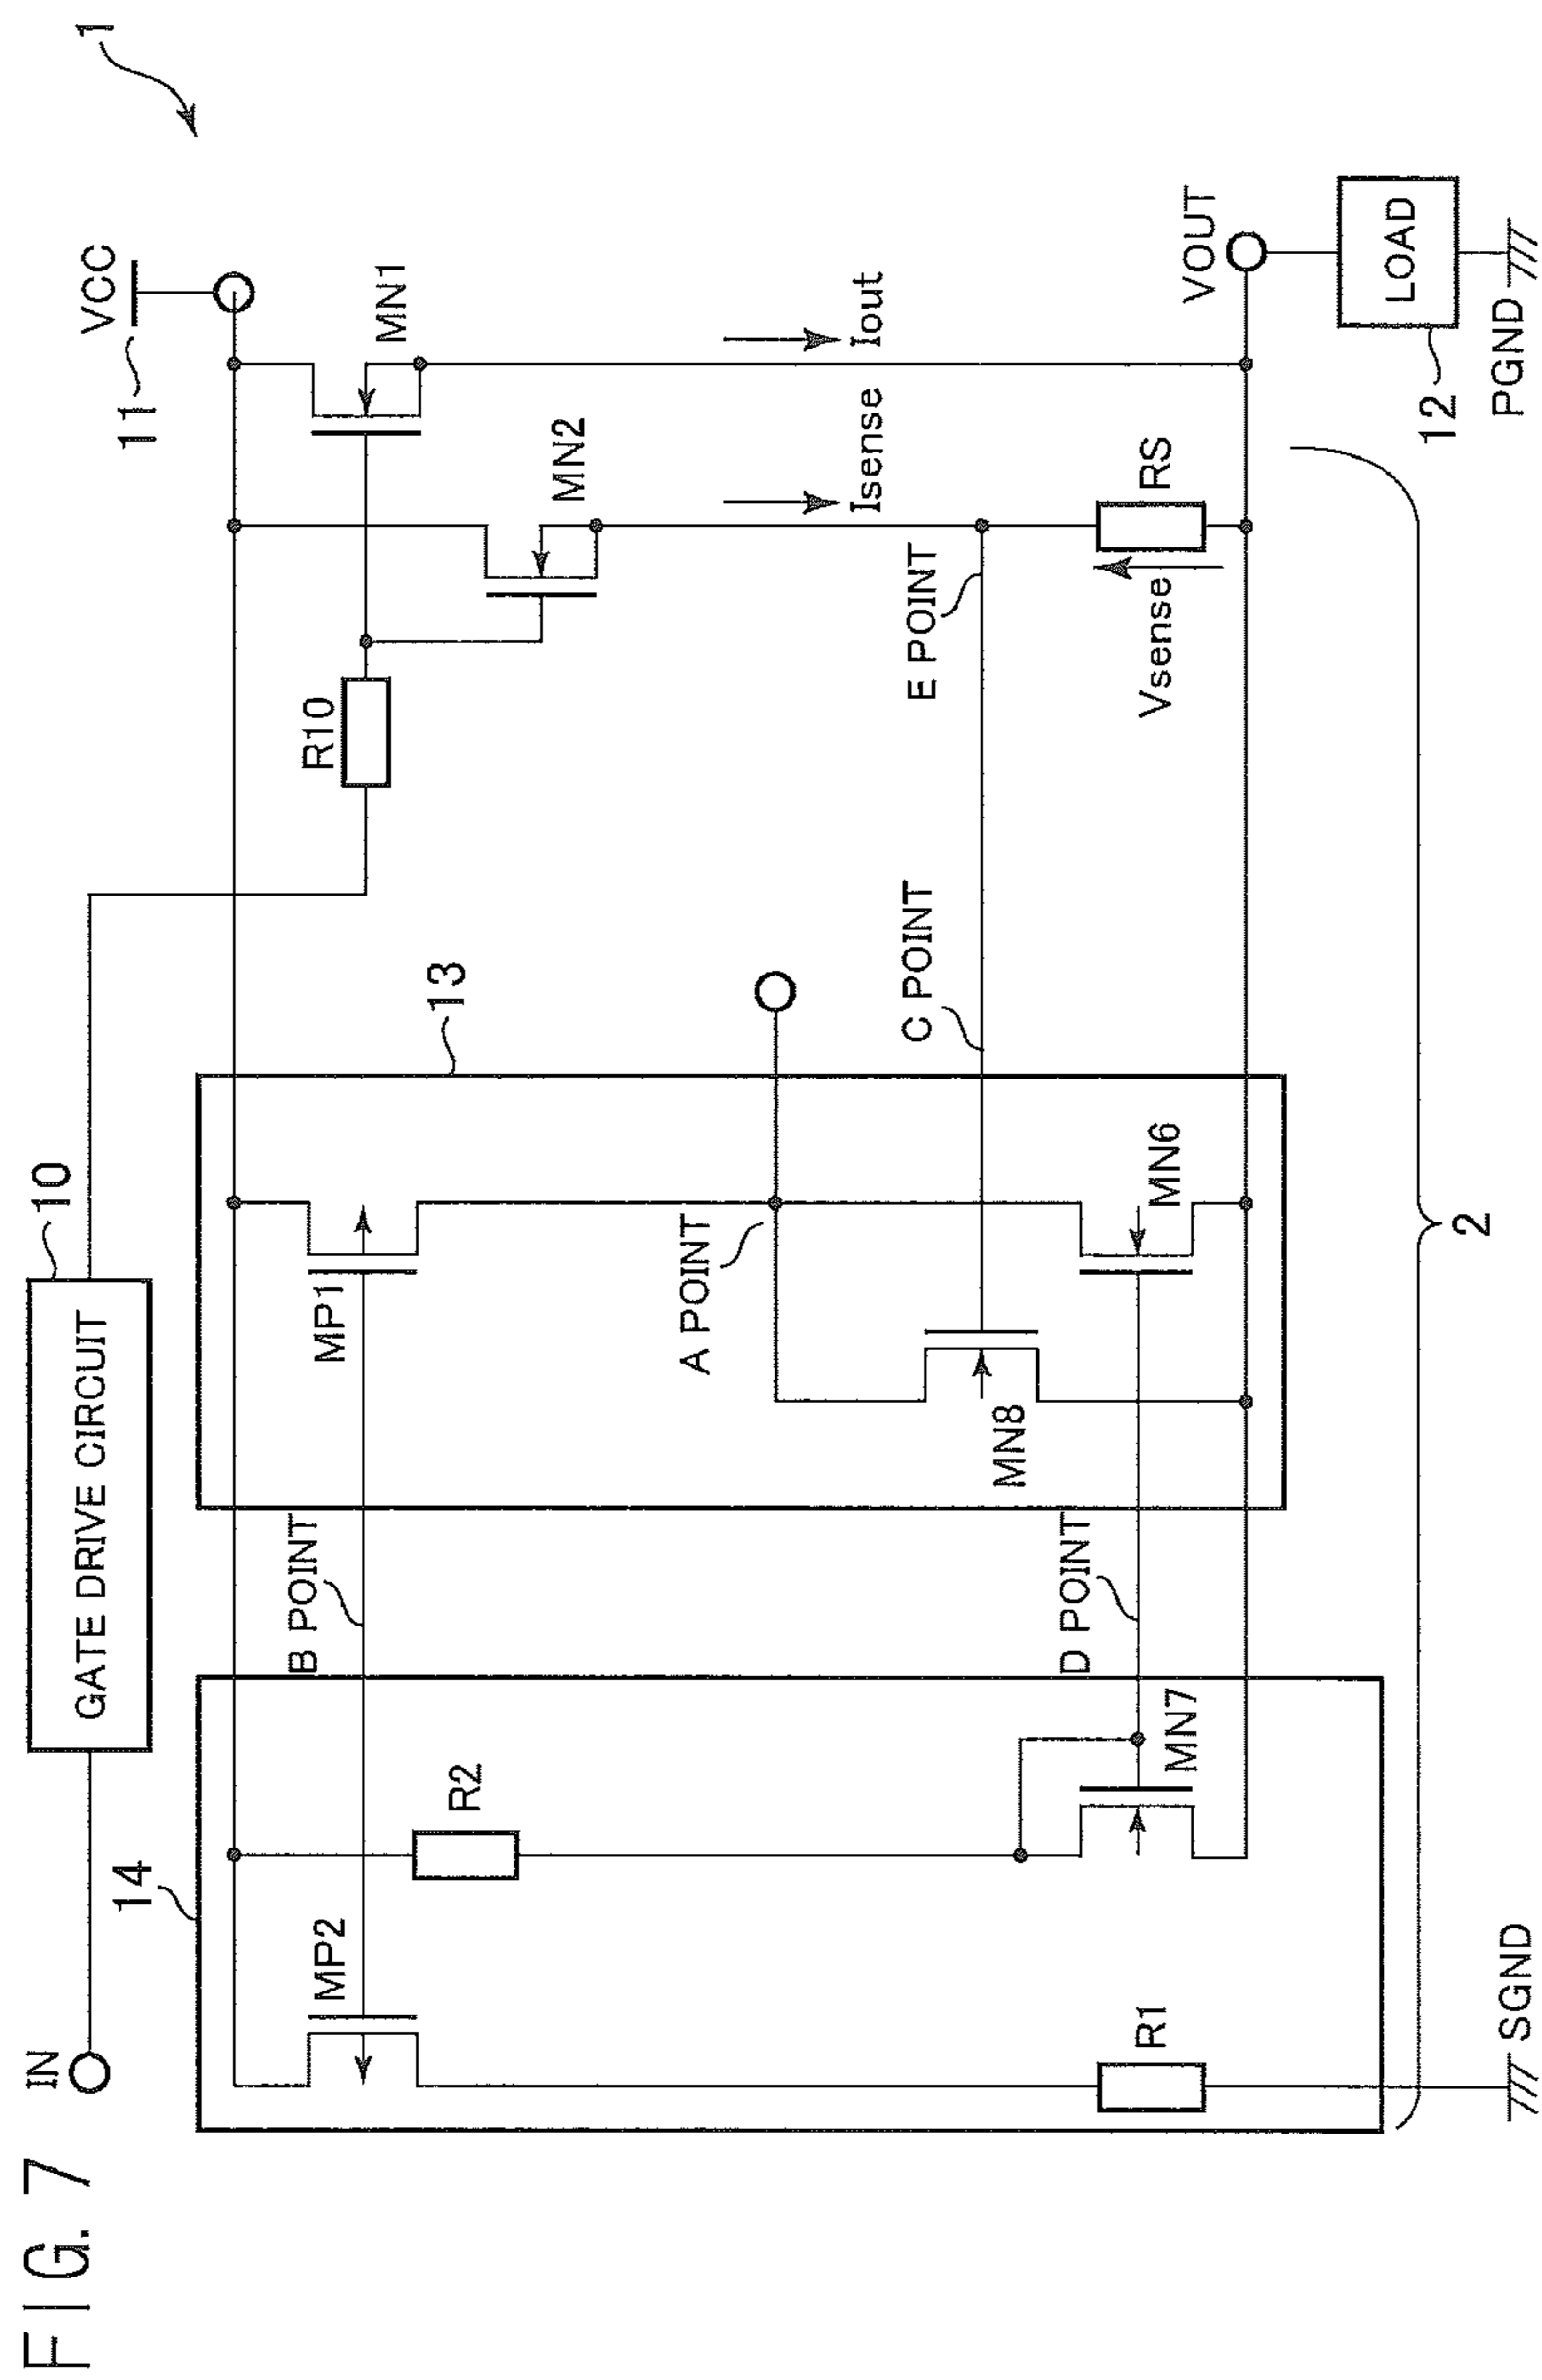 FIG. 7
1
IN
10
GATE DRIVE CIRCUIT
VCC
11
14
13
MP2
R2
B POINT
MP1
R10
MN1
MN2
A POINT
C POINT
E POINT
Isense
Iout
MN8
D POINT
MN7
MN6
R1
Vsense
RS
VOUT
LOAD
12
2
SGND
PGND